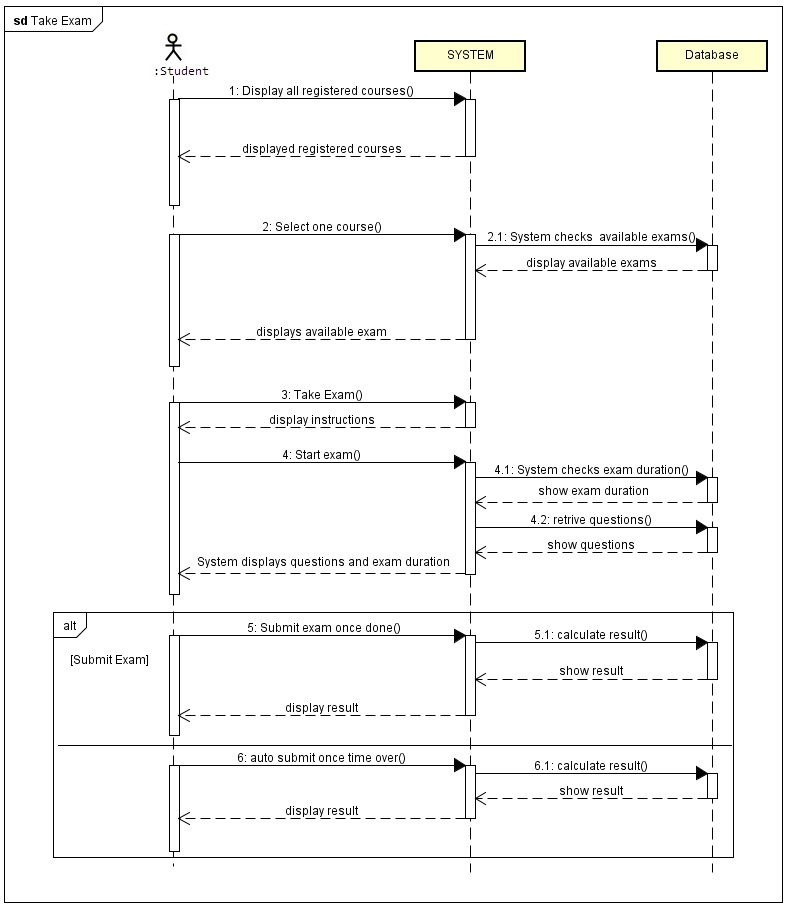 sd Take Exam
:Student
SYSTEM
Database
1: Display all registered courses()
displayed registered courses
2: Select one course()
2.1: System checks  available exams()
display available exams
displays available exam
3: Take Exam()
display instructions
4: Start exam()
4.1: System checks exam duration()
show exam duration
4.2: retrive questions()
show questions
System displays questions and exam duration
alt
5: Submit exam once done()
5.1: calculate result()
[Submit Exam]
show result
display result
6: auto submit once time over()
6.1: calculate result()
show result
display result